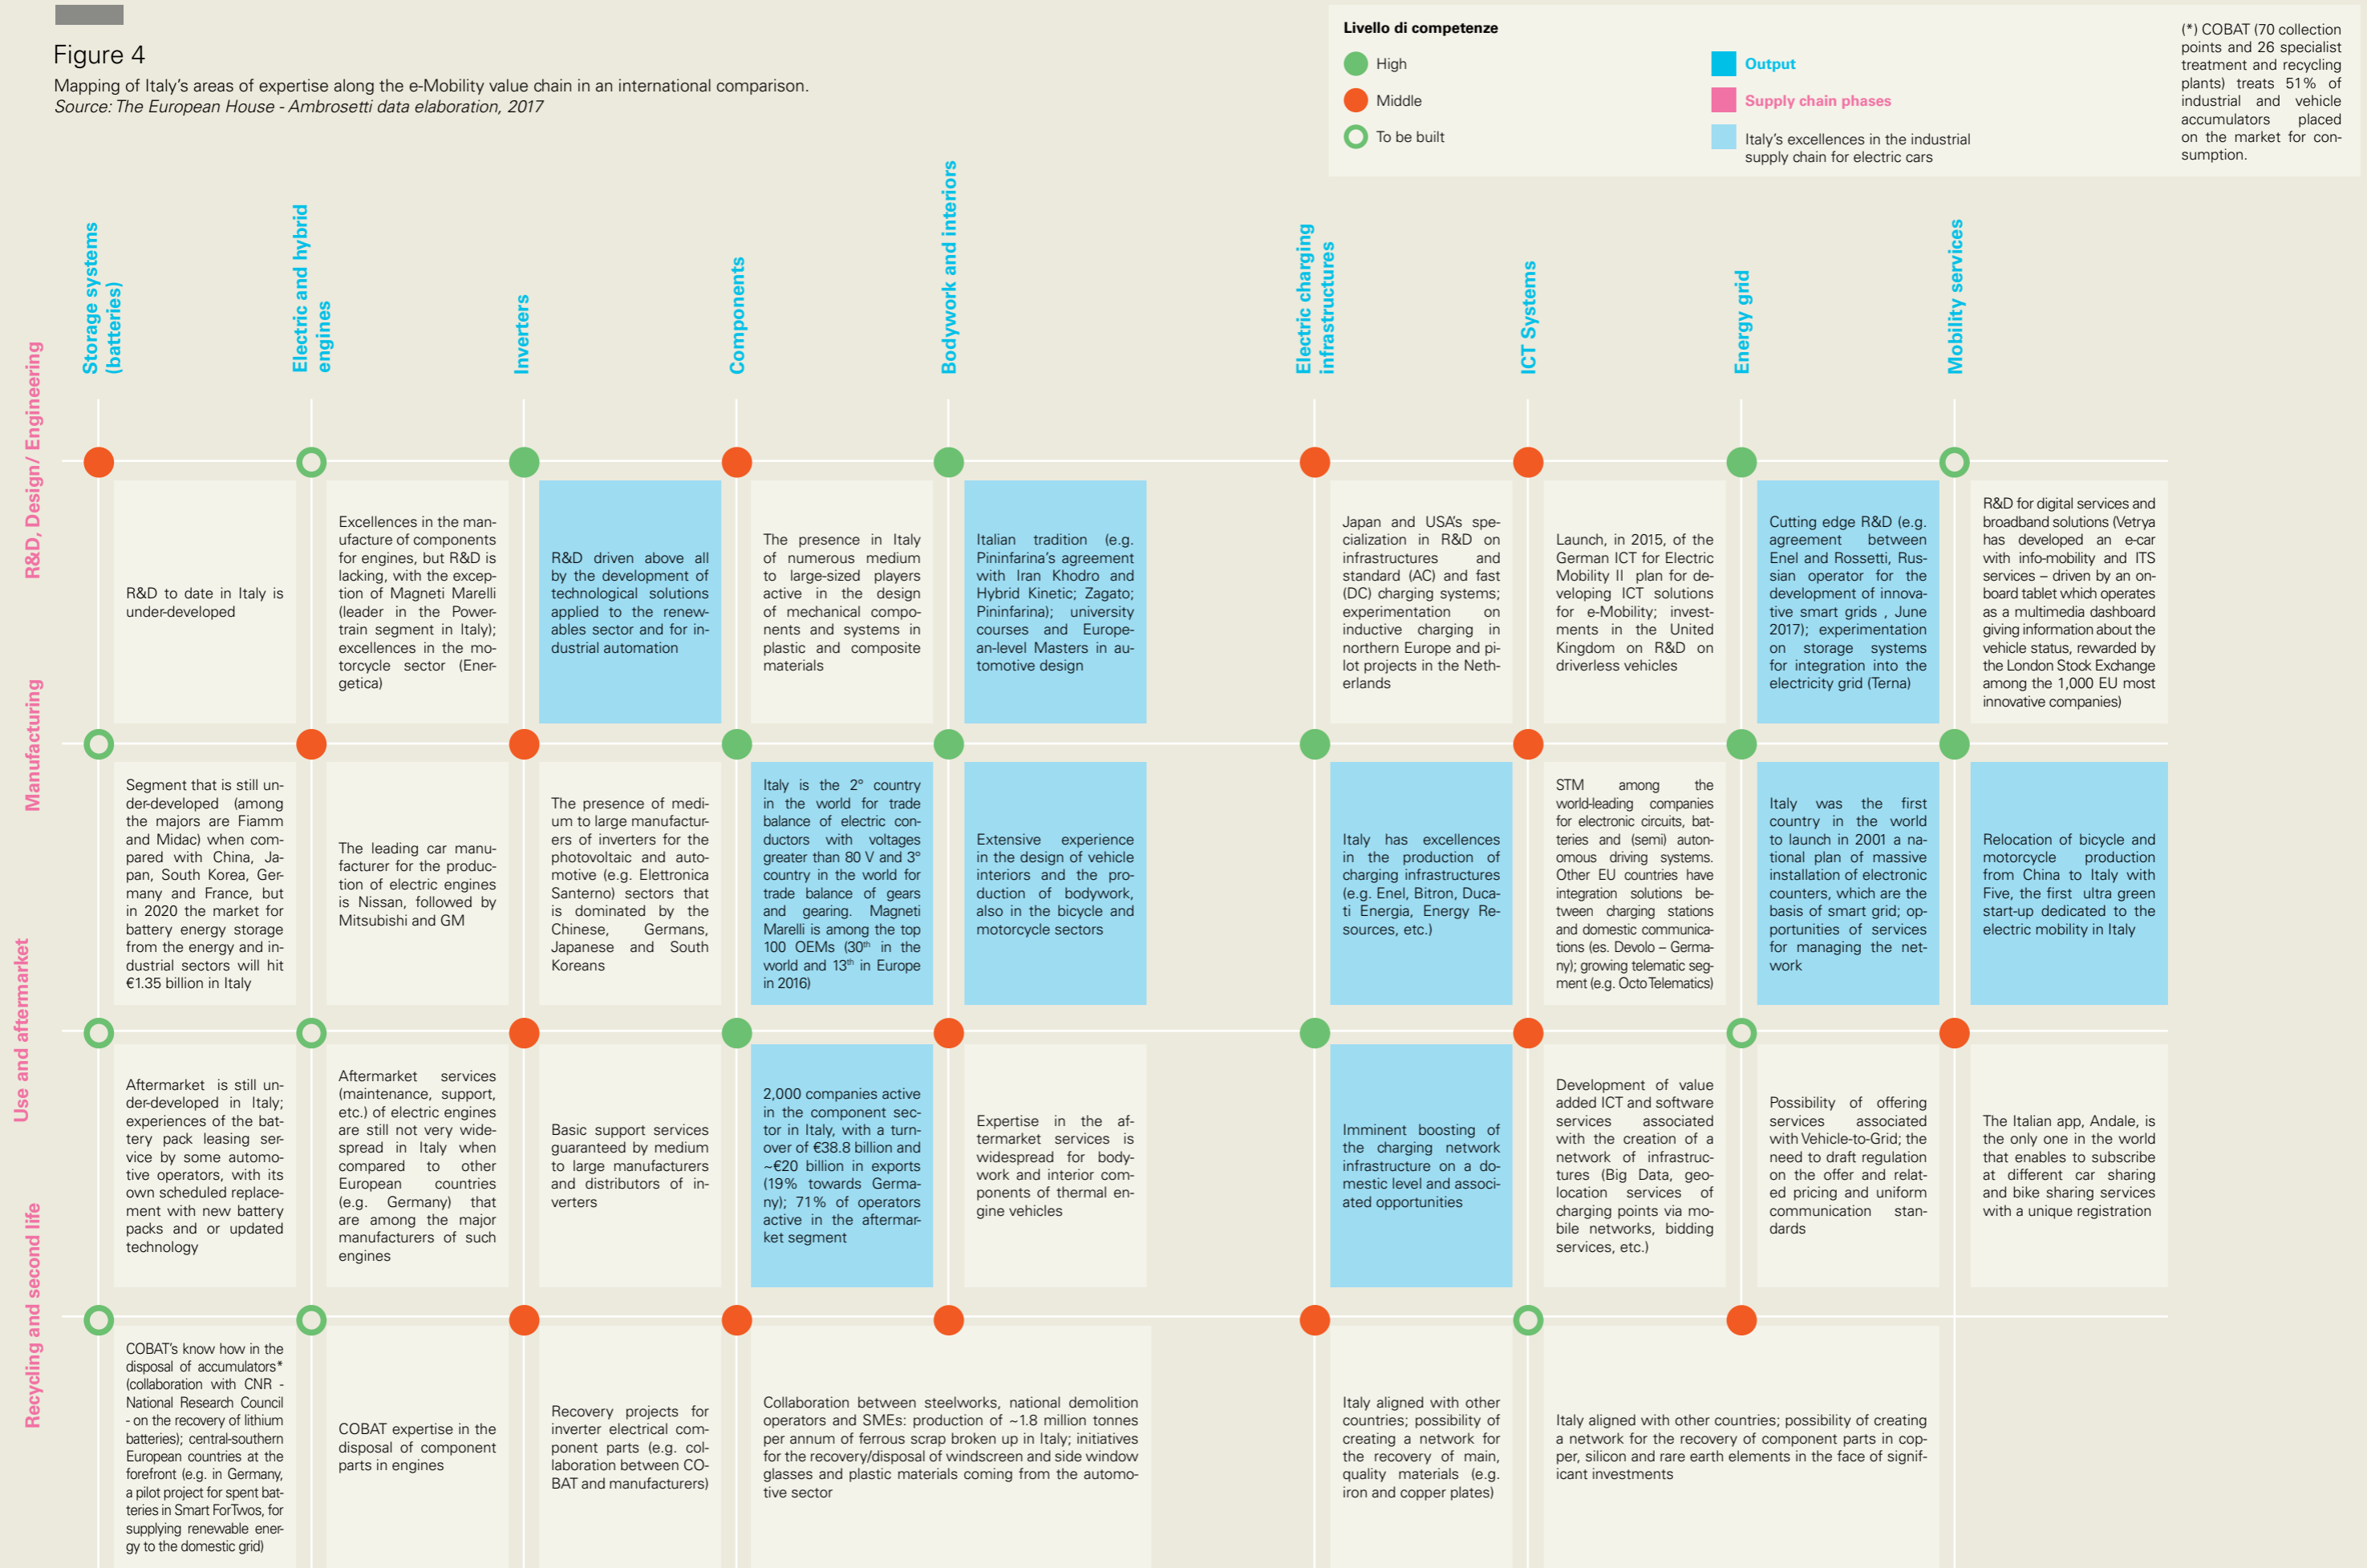 Figure 4
Mapping of Italy's areas of expertise along the e-Mobility value chain in an international comparison.
Source: The European House - Ambrosetti data elaboration, 2017
Livello di competenze
High
Middle
To be built
Output
Supply chain phases
Italy's excellences in the industrial
supply chain for electric cars
(*) COBAT (70 collection
points and 26 specialist
treatment and recycling
plants) treats 51% of
industrial and vehicle
accumulators placed
on the market for con-
sumption.
Storage systems
(batteries)
Electric and hybrid
engines
Inverters
Components
Bodywork and interiors
Electric charging
infrastructures
ICT Systems
Energy grid
Mobility services
R&D, Design/ Engineering
R&D to date in Italy is
under-developed
Excellences in the man-
ufacture of components
for engines, but R&D is
lacking, with the excep-
tion of Magneti Marelli
(leader in the Power-
train segment in Italy);
excellences in the mo-
torcycle sector (Ener-
getica)
R&D driven above all
by the development of
technological solutions
applied to the renew-
ables sector and for in-
dustrial automation
The presence in Italy
of numerous medium
to large-sized players
active in the design
of mechanical compo-
nents and systems in
plastic and composite
materials
Italian tradition (e.g.
Pininfarina's agreement
with Iran Khodro and
Hybrid Kinetic; Zagato;
Pininfarina); university
courses and Europe-
an-level Masters in au-
tomotive design
Japan and USA's spe-
cialization in R&D on
infrastructures and
standard (AC) and fast
(DC) charging systems;
experimentation on
inductive charging in
northern Europe and pi-
lot projects in the Neth-
erlands
Launch, in 2015, of the
German ICT for Electric
Mobility II plan for de-
veloping ICT solutions
for e-Mobility; invest-
ments in the United
Kingdom on R&D on
driverless vehicles
Cutting edge R&D (e.g.
agreement between
Enel and Rossetti, Rus-
sian operator for the
development of innova-
tive smart grids , June
2017); experimentation
on storage systems
for integration into the
electricity grid (Terna)
R&D for digital services and
broadband solutions (Vetrya
has developed an e-car
with info-mobility and ITS
services – driven by an on-
board tablet which operates
as a multimedia dashboard
giving information about the
vehicle status, rewarded by
the London Stock Exchange
among the 1,000 EU most
innovative companies)
Manufacturing
Segment that is still un-
der-developed (among
the majors are Fiamm
and Midac) when com-
pared with China, Ja-
pan, South Korea, Ger-
many and France, but
in 2020 the market for
battery energy storage
from the energy and in-
dustrial sectors will hit
€1.35 billion in Italy
The leading car manu-
facturer for the produc-
tion of electric engines
is Nissan, followed by
Mitsubishi and GM
The presence of medi-
um to large manufactur-
ers of inverters for the
photovoltaic and auto-
motive (e.g. Elettronica
Santerno) sectors that
is dominated by the
Chinese, Germans,
Japanese and South
Koreans
Italy is the 2° country
in the world for trade
balance of electric con-
ductors with voltages
greater than 80 V and 3°
country in the world for
trade balance of gears
and gearing. Magneti
Marelli is among the top
100 OEMs (30th in the
world and 13th in Europe
in 2016)
Extensive experience
in the design of vehicle
interiors and the pro-
duction of bodywork,
also in the bicycle and
motorcycle sectors
Italy has excellences
in the production of
charging infrastructures
(e.g. Enel, Bitron, Duca-
ti Energia, Energy Re-
sources, etc.)
STM among the
world-leading companies
for electronic circuits, bat-
teries and (semi) auton-
omous driving systems.
Other EU countries have
integration solutions be-
tween charging stations
and domestic communica-
tions (es. Devolo – Germa-
ny); growing telematic seg-
ment (e.g. Octo Telematics)
Italy was the first
country in the world
to launch in 2001 a na-
tional plan of massive
installation of electronic
counters, which are the
basis of smart grid; op-
portunities of services
for managing the net-
work
Relocation of bicycle and
motorcycle production
from China to Italy with
Five, the first ultra green
start-up dedicated to the
electric mobility in Italy
Use and aftermarket
Aftermarket is still un-
der-developed in Italy;
experiences of the bat-
tery pack leasing ser-
vice by some automo-
tive operators, with its
own scheduled replace-
ment with new battery
packs and or updated
technology
Aftermarket services
(maintenance, support,
etc.) of electric engines
are still not very wide-
spread in Italy when
compared to other
European countries
(e.g. Germany) that
are among the major
manufacturers of such
engines
Basic support services
guaranteed by medium
to large manufacturers
and distributors of in-
verters
2,000 companies active
in the component sec-
tor in Italy, with a turn-
over of €38.8 billion and
~€20 billion in exports
(19% towards Germa-
ny); 71% of operators
active in the aftermar-
ket segment
Expertise in the af-
termarket services is
widespread for body-
work and interior com-
ponents of thermal en-
gine vehicles
Imminent boosting of
the charging network
infrastructure on a do-
mestic level and associ-
ated opportunities
Development of value
added ICT and software
services associated
with the creation of a
network of infrastruc-
tures (Big Data, geo-
location services of
charging points via mo-
bile networks, bidding
services, etc.)
Possibility of offering
services associated
with Vehicle-to-Grid; the
need to draft regulation
on the offer and relat-
ed pricing and uniform
communication stan-
dards
The Italian app, Andale, is
the only one in the world
that enables to subscribe
at different car sharing
and bike sharing services
with a unique registration
Recycling and second life
COBAT's know how in the
disposal of accumulators*
(collaboration with CNR -
National Research Council
- on the recovery of lithium
batteries); central-southern
European countries at the
forefront (e.g. in Germany,
a pilot project for spent bat-
teries in Smart ForTwos, for
supplying renewable ener-
gy to the domestic grid)
COBAT expertise in the
disposal of component
parts in engines
Recovery projects for
inverter electrical com-
ponent parts (e.g. col-
laboration between CO-
BAT and manufacturers)
Collaboration between steelworks, national demolition
operators and SMEs: production of ~1.8 million tonnes
per annum of ferrous scrap broken up in Italy; initiatives
for the recovery/disposal of windscreen and side window
glasses and plastic materials coming from the automo-
tive sector
Italy aligned with other
countries; possibility of
creating a network for
the recovery of main,
quality materials (e.g.
iron and copper plates)
Italy aligned with other countries; possibility of creating
a network for the recovery of component parts in cop-
per, silicon and rare earth elements in the face of signif-
icant investments